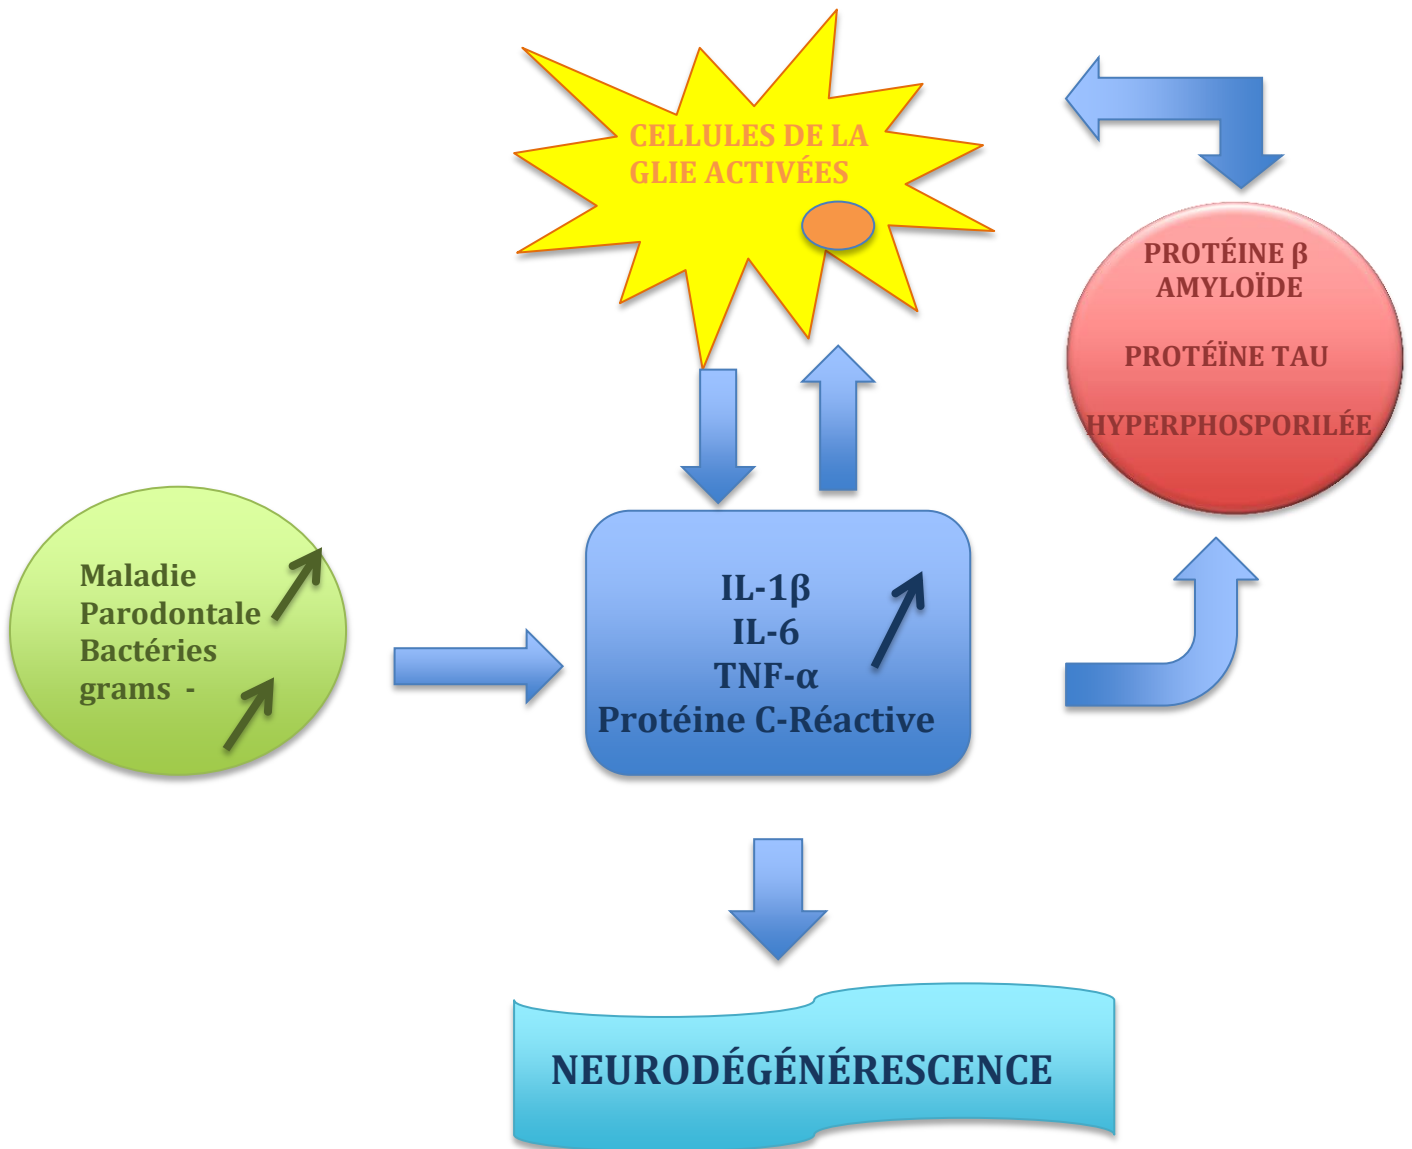 CELLULES DE LA
GLIE ACTIVÉES
PROTÉINE β
AMYLOÏDE
PROTÉÏNE TAU
HYPERPHOSPORILÉE
Maladie
Parodontale
Bactéries
grams -
IL-1β
IL-6
TNF-α
Protéine C-Réactive
NEURODÉGÉNÉRESCENCE